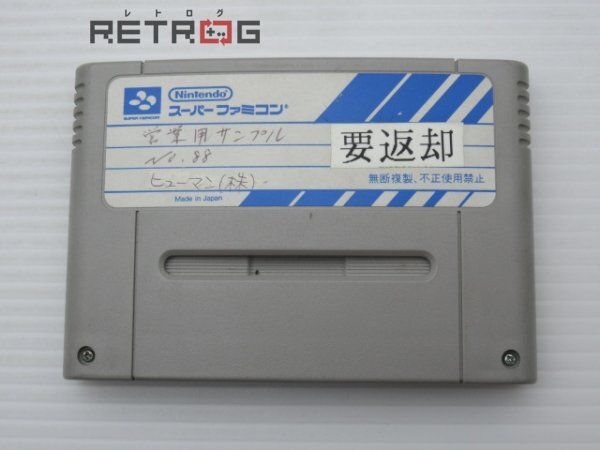 レトログ
RETROG
Nintendo
スーパーファミコン
SUPER FAMICOM
営業用サンプル
No. 88
要返却
ヒューマン(株)
無断複製、不正使用禁止
Made in Japan